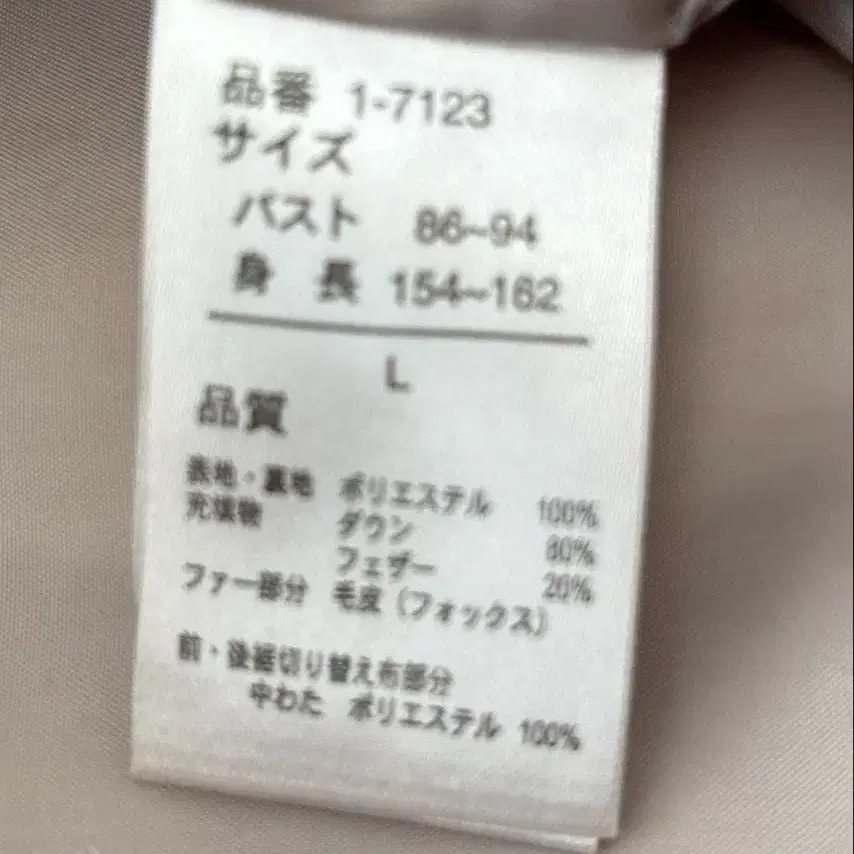 品番 1-7123
サイズ
バスト 86~94
身長 154~162
L
品質
表地・裏地 ポリエステル 100%
充填物 ダウン 80%
フェザー 20%
ファー部分 毛皮(フォックス)
前・後裾切り替え布部分
中わた ポリエステル 100%